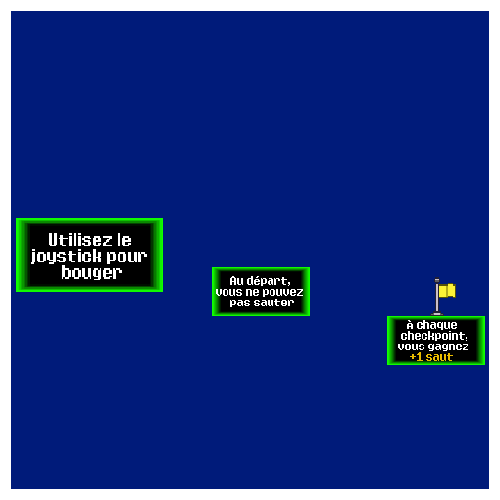 Utilisez le
joystick pour
bouger
Au départ,
vous ne pouvez
pas sauter
À chaque
checkpoint,
vous gagnez
+1 saut